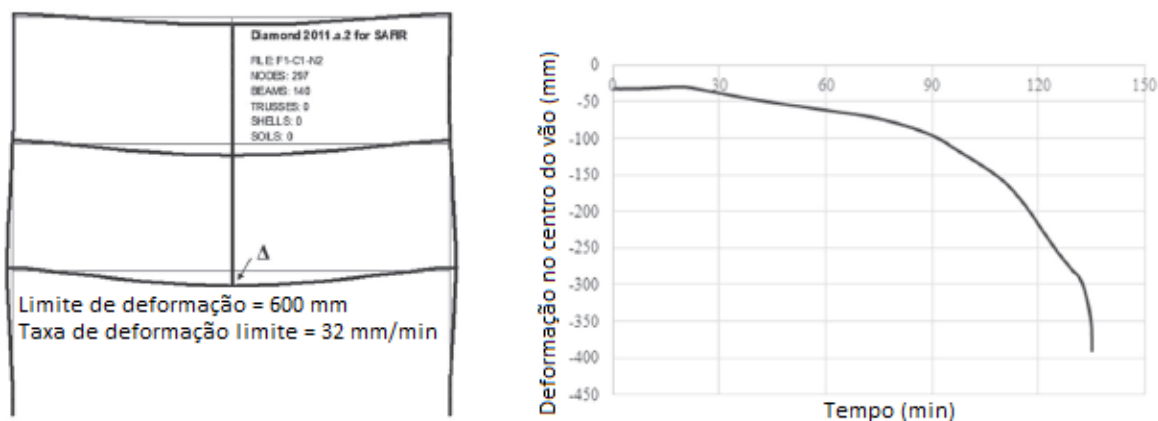 Diamond 2011.a.2 for SAFIR
FILE: F1-C1-N2
NODES: 297
BEAMS: 140
TRUSSES: 0
SHELLS: 0
SOILS: 0
Δ
Limite de deformação = 600 mm
Taxa de deformação limite = 32 mm/min
Deformação no centro do vão (mm)
0
-50
-100
-150
-200
-250
-300
-350
-400
-450
0
30
60
90
120
150
Tempo (min)